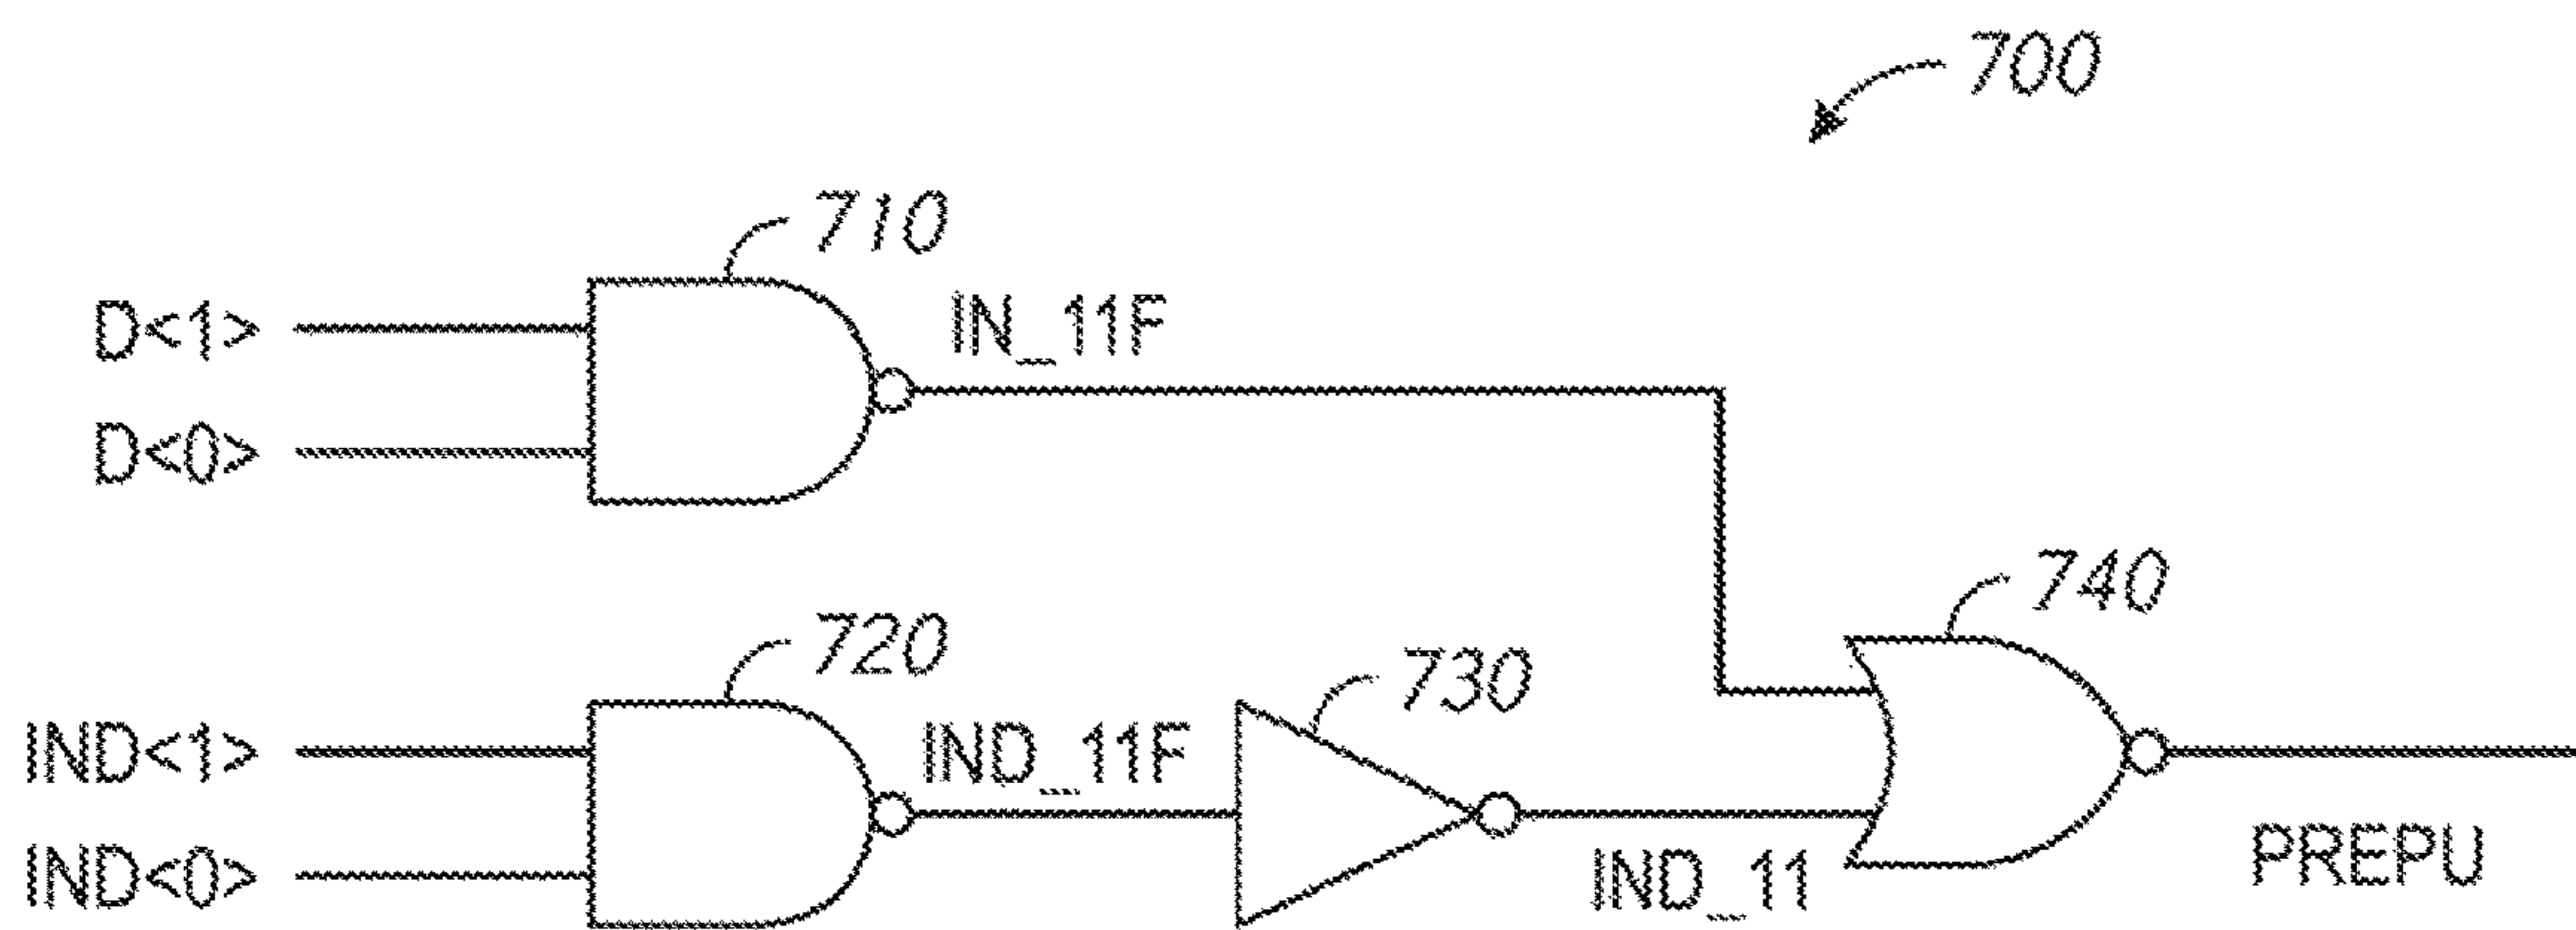 700
710
D<1>
IN_11F
D<0>
740
720
730
IND<1>
IND_11F
IND<0>
IND_11
PREPU